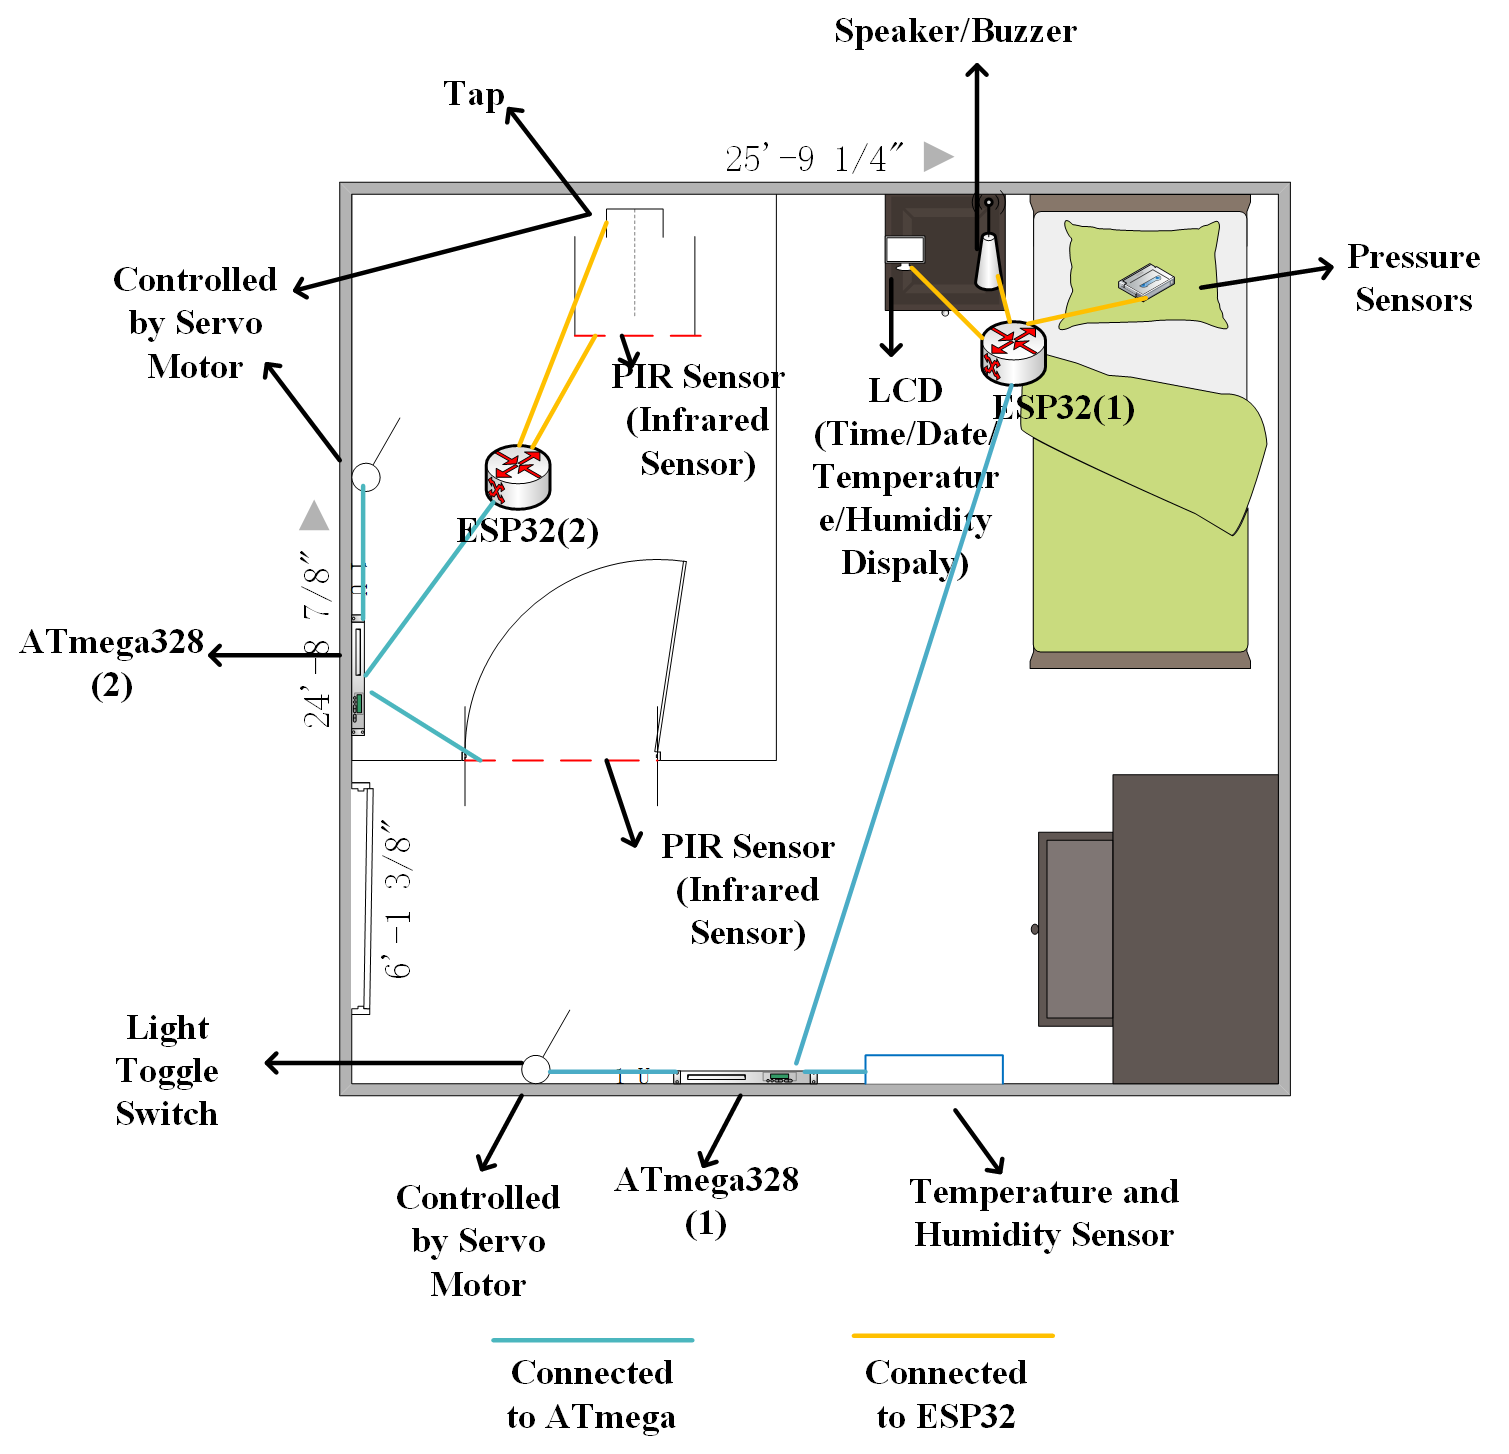 Speaker/Buzzer
Tap
25'-9 1/4"
Controlled
by Servo
Motor
Pressure
Sensors
PIR Sensor
(Infrared
Sensor)
LCD
(Time/Date/
Temperatur
e/Humidity
Dispaly)
ESP32(1)
ESP32(2)
24'-8 7/8"
1 U
ATmega328
(2)
PIR Sensor
(Infrared
Sensor)
6'-1 3/8"
Light
Toggle
Switch
1 U
Controlled
by Servo
Motor
ATmega328
(1)
Temperature and
Humidity Sensor
Connected
to ATmega
Connected
to ESP32